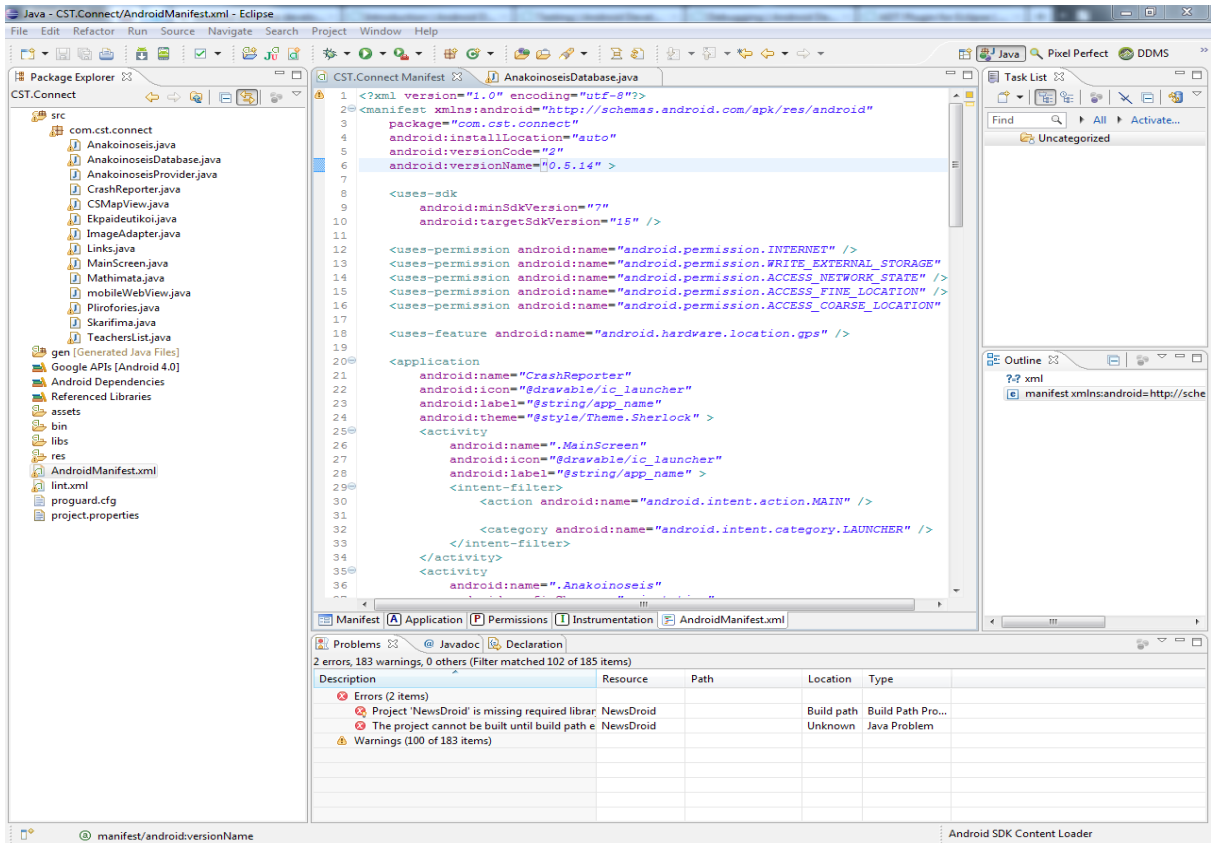 Java - CST.Connect/AndroidManifest.xml - Eclipse
File Edit Refactor Run Source Navigate Search Project Window Help
Java Pixel Perfect DDMS »
Package Explorer
CST.Connect
src
com.cst.connect
Anakoinoseis.java
AnakoinoseisDatabase.java
AnakoinoseisProvider.java
CrashReporter.java
CSMapView.java
Ekpaideutikoi.java
ImageAdapter.java
Links.java
MainScreen.java
Mathimata.java
mobileWebView.java
Plirofories.java
Skarifima.java
TeachersList.java
gen [Generated Java Files]
Google APIs [Android 4.0]
Android Dependencies
Referenced Libraries
assets
bin
libs
res
AndroidManifest.xml
lint.xml
proguard.cfg
project.properties
CST.Connect Manifest AnakoinoseisDatabase.java
1 <?xml version="1.0" encoding="utf-8"?>
2 <manifest xmlns:android="http://schemas.android.com/apk/res/android"
3 package="com.cst.connect"
4 android:installLocation="auto"
5 android:versionCode="2"
6 android:versionName="0.5.14" >
7
8 <uses-sdk
9 android:minSdkVersion="7"
10 android:targetSdkVersion="15" />
11
12 <uses-permission android:name="android.permission.INTERNET" />
13 <uses-permission android:name="android.permission.WRITE_EXTERNAL_STORAGE"
14 <uses-permission android:name="android.permission.ACCESS_NETWORK_STATE" />
15 <uses-permission android:name="android.permission.ACCESS_FINE_LOCATION" />
16 <uses-permission android:name="android.permission.ACCESS_COARSE_LOCATION"
17
18 <uses-feature android:name="android.hardware.location.gps" />
19
20 <application
21 android:name="CrashReporter"
22 android:icon="@drawable/ic_launcher"
23 android:label="@string/app_name"
24 android:theme="@style/Theme.Sherlock" >
25 <activity
26 android:name=".MainScreen"
27 android:icon="@drawable/ic_launcher"
28 android:label="@string/app_name" >
29 <intent-filter>
30 <action android:name="android.intent.action.MAIN" />
31
32 <category android:name="android.intent.category.LAUNCHER" />
33 </intent-filter>
34 </activity>
35 <activity
36 android:name=".Anakoinoseis"
Manifest Application Permissions Instrumentation AndroidManifest.xml
Task List
Find All Activate...
Uncategorized
Outline
?-? xml
manifest xmlns:android=http://sche
Problems Javadoc Declaration
2 errors, 183 warnings, 0 others (Filter matched 102 of 185 items)
Description Resource Path Location Type
Errors (2 items)
Project 'NewsDroid' is missing required librar NewsDroid Build path Build Path Pro...
The project cannot be built until build path e NewsDroid Unknown Java Problem
Warnings (100 of 183 items)
manifest/android:versionName
Android SDK Content Loader